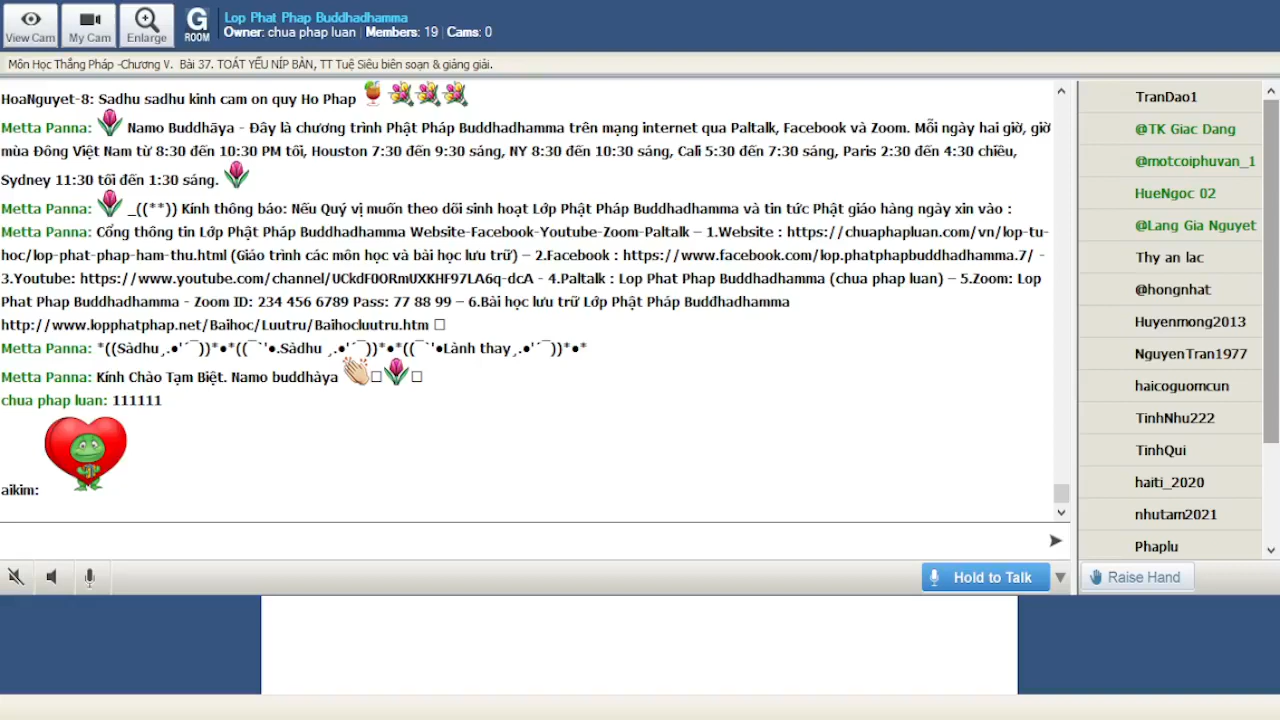 View Cam
My Cam
Enlarge
G
ROOM
Lop Phat Phap Buddhadhamma
Owner: chua phap luan | Members: 19 | Cams: 0
Môn Học Thắng Pháp -Chương V. Bài 37. TOÁT YẾU NÍP BÀN, TT Tuệ Siêu biên soạn & giảng giải.
HoaNguyet-8: Sadhu sadhu kinh cam on quy Ho Phap
Metta Panna: Namo Buddhãya - Đây là chương trình Phật Pháp Buddhadhamma trên mạng internet qua Paltalk, Facebook và Zoom. Mỗi ngày hai giờ, giờ
mùa Đông Việt Nam từ 8:30 đến 10:30 PM tối, Houston 7:30 đến 9:30 sáng, NY 8:30 đến 10:30 sáng, Cali 5:30 đến 7:30 sáng, Paris 2:30 đến 4:30 chiều,
Sydney 11:30 tối đến 1:30 sáng.
Metta Panna: _((**)) Kính thông báo: Nếu Quý vị muốn theo dõi sinh hoạt Lớp Phật Pháp Buddhadhamma và tin tức Phật giáo hàng ngày xin vào :
Metta Panna: Cổng thông tin Lớp Phật Pháp Buddhadhamma Website-Facebook-Youtube-Zoom-Paltalk – 1.Website : https://chuaphapluan.com/vn/lop-tu-
hoc/lop-phat-phap-ham-thu.html (Giáo trình các môn học và bài học lưu trữ) – 2.Facebook : https://www.facebook.com/lop.phatphapbuddhadhamma.7/ -
3.Youtube: https://www.youtube.com/channel/UCkdF0ORmUXKHF97LA6q-dcA - 4.Paltalk : Lop Phat Phap Buddhadhamma (chua phap luan) – 5.Zoom: Lop
Phat Phap Buddhadhamma - Zoom ID: 234 456 6789 Pass: 77 88 99 – 6.Bài học lưu trữ Lớp Phật Pháp Buddhadhamma
http://www.lopphatphap.net/Baihoc/Luutru/Baihocluutru.htm
Metta Panna: *((Sàdhu¸.•'´¯))*•*((¯`'•.Sàdhu ¸.•'´¯))*•*((¯`'•Lành thay¸.•'´¯))*•*
Metta Panna: Kính Chào Tạm Biệt. Namo buddhàya
chua phap luan: 111111
aikim:
TranDao1
@TK Giac Dang
@motcoiphuvan_1
HueNgoc 02
@Lang Gia Nguyet
Thy an lac
@hongnhat
Huyenmong2013
NguyenTran1977
haicoguomcun
TinhNhu222
TinhQui
haiti_2020
nhutam2021
Phaplu
Hold to Talk
Raise Hand